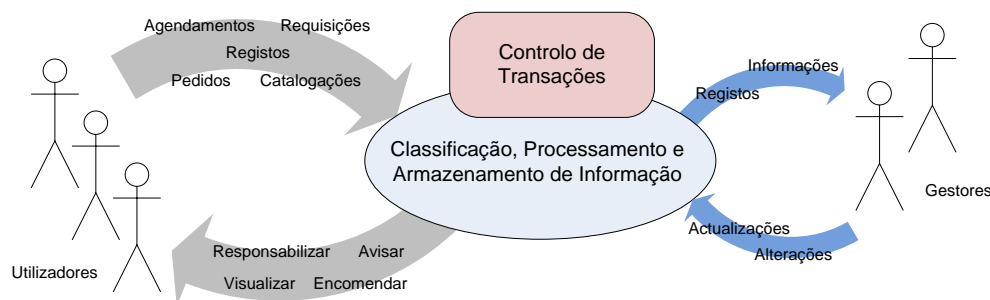 Agendamentos Requisições
Registos
Pedidos Catalogações
Controlo de
Transações
Informações
Registos
Classificação, Processamento e
Armazenamento de Informação
Gestores
Actualizações
Alterações
Responsabilizar Avisar
Visualizar Encomendar
Utilizadores